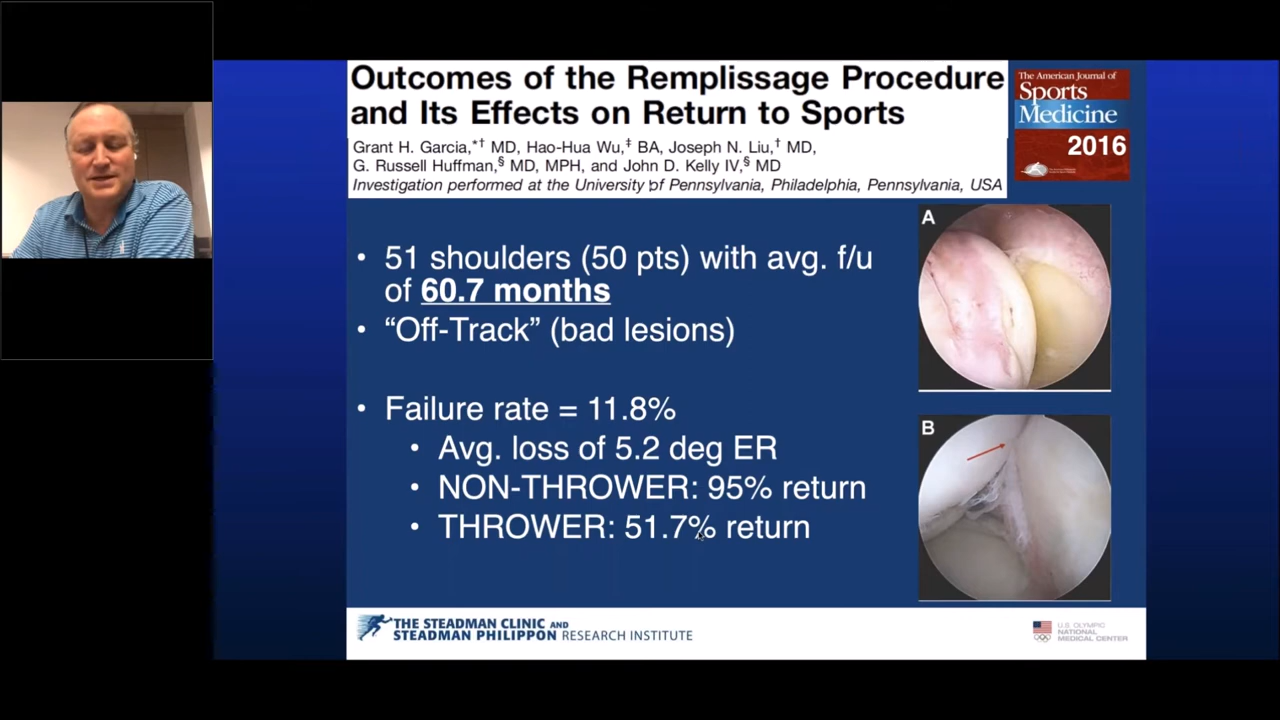 Outcomes of the Remplissage Procedure
and Its Effects on Return to Sports
Grant H. Garcia,*† MD, Hao-Hua Wu,‡ BA, Joseph N. Liu,† MD,
G. Russell Huffman,§ MD, MPH, and John D. Kelly IV,§ MD
Investigation performed at the University of Pennsylvania, Philadelphia, Pennsylvania, USA
The American Journal of
Sports
Medicine
2016
• 51 shoulders (50 pts) with avg. f/u
of 60.7 months
• “Off-Track” (bad lesions)
• Failure rate = 11.8%
• Avg. loss of 5.2 deg ER
• NON-THROWER: 95% return
• THROWER: 51.7% return
A
B
THE STEADMAN CLINIC AND
STEADMAN PHILIPPON RESEARCH INSTITUTE
U.S. OLYMPIC
NATIONAL
MEDICAL CENTER